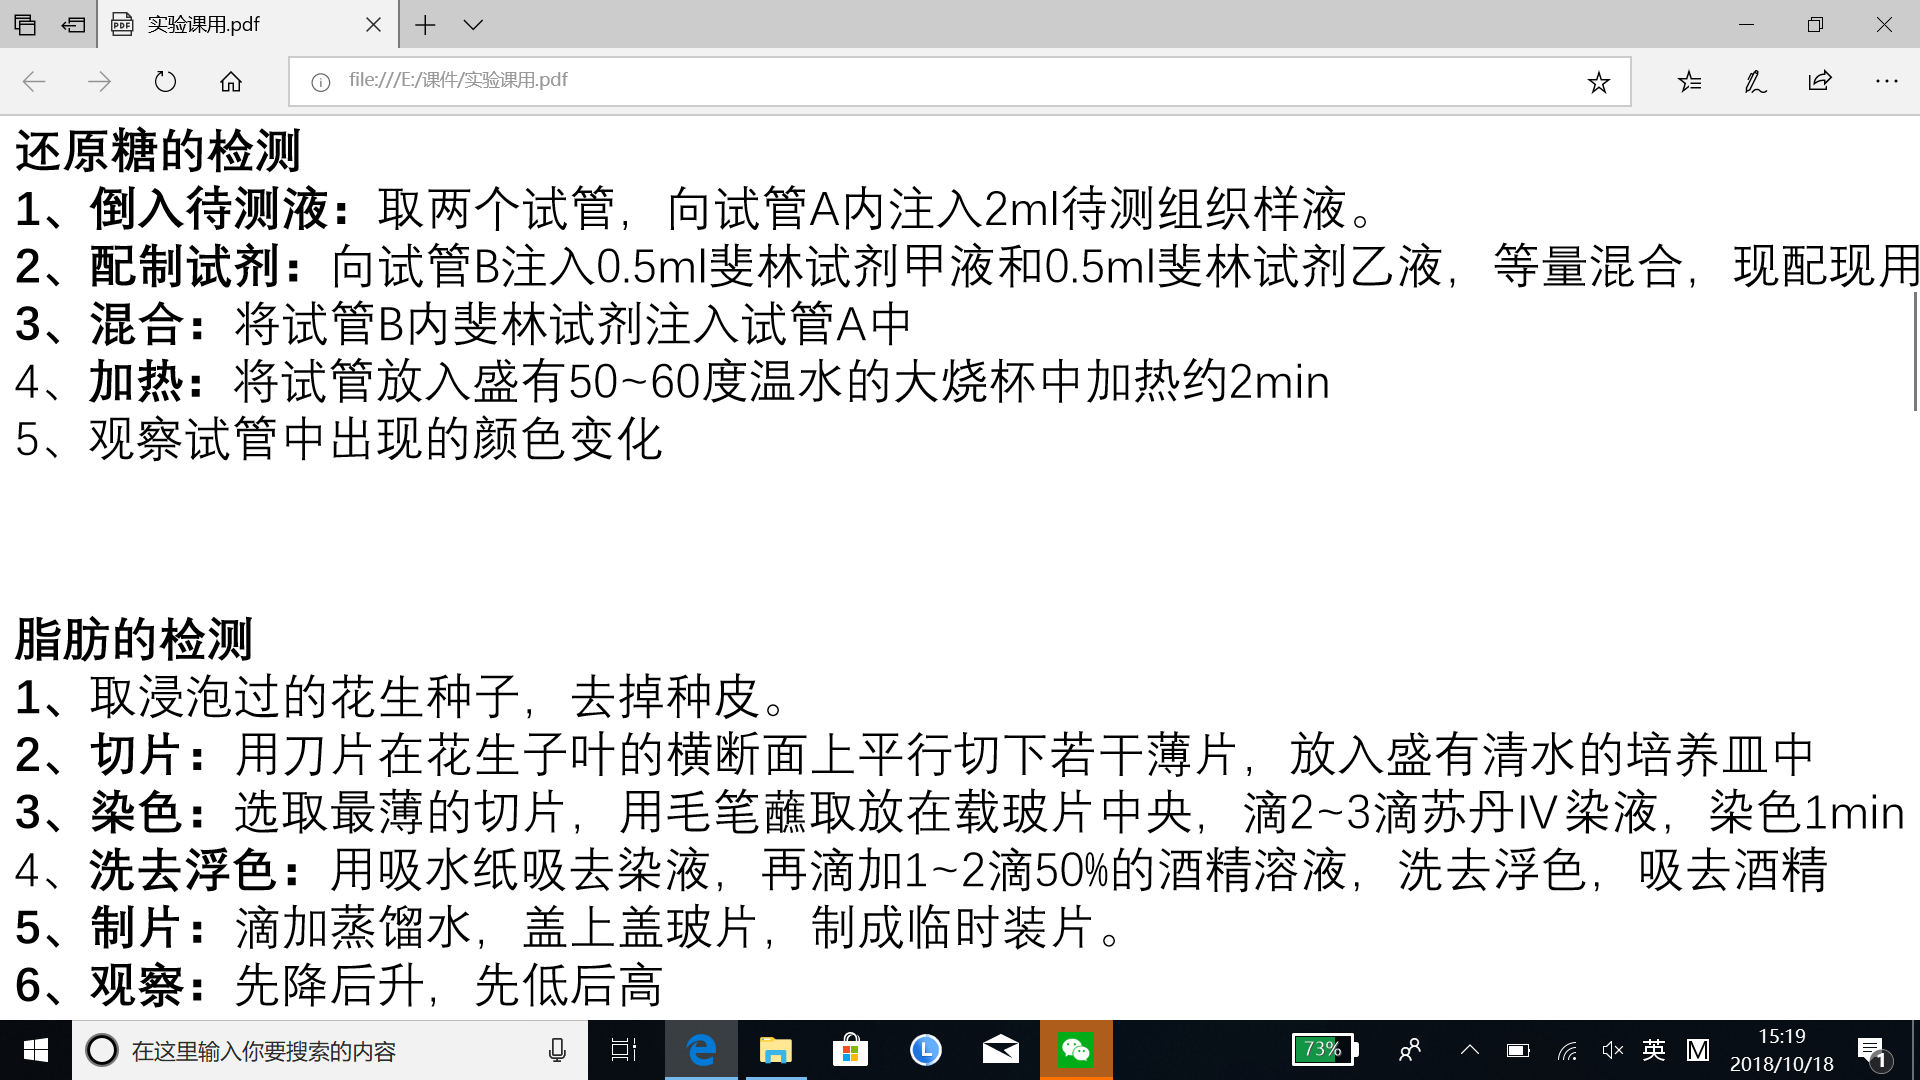 实验课用.pdf
file:///E:/课件/实验课用.pdf
还原糖的检测
1、倒入待测液：取两个试管，向试管A内注入2ml待测组织样液。
2、配制试剂：向试管B注入0.5ml斐林试剂甲液和0.5ml斐林试剂乙液，等量混合，现配现用
3、混合：将试管B内斐林试剂注入试管A中
4、加热：将试管放入盛有50~60度温水的大烧杯中加热约2min
5、观察试管中出现的颜色变化
脂肪的检测
1、取浸泡过的花生种子，去掉种皮。
2、切片：用刀片在花生子叶的横断面上平行切下若干薄片，放入盛有清水的培养皿中
3、染色：选取最薄的切片，用毛笔蘸取放在载玻片中央，滴2~3滴苏丹Ⅳ染液，染色1min
4、洗去浮色：用吸水纸吸去染液，再滴加1~2滴50%的酒精溶液，洗去浮色，吸去酒精
5、制片：滴加蒸馏水，盖上盖玻片，制成临时装片。
6、观察：先降后升，先低后高
在这里输入你要搜索的内容
73%
英
M
15:19
2018/10/18
1